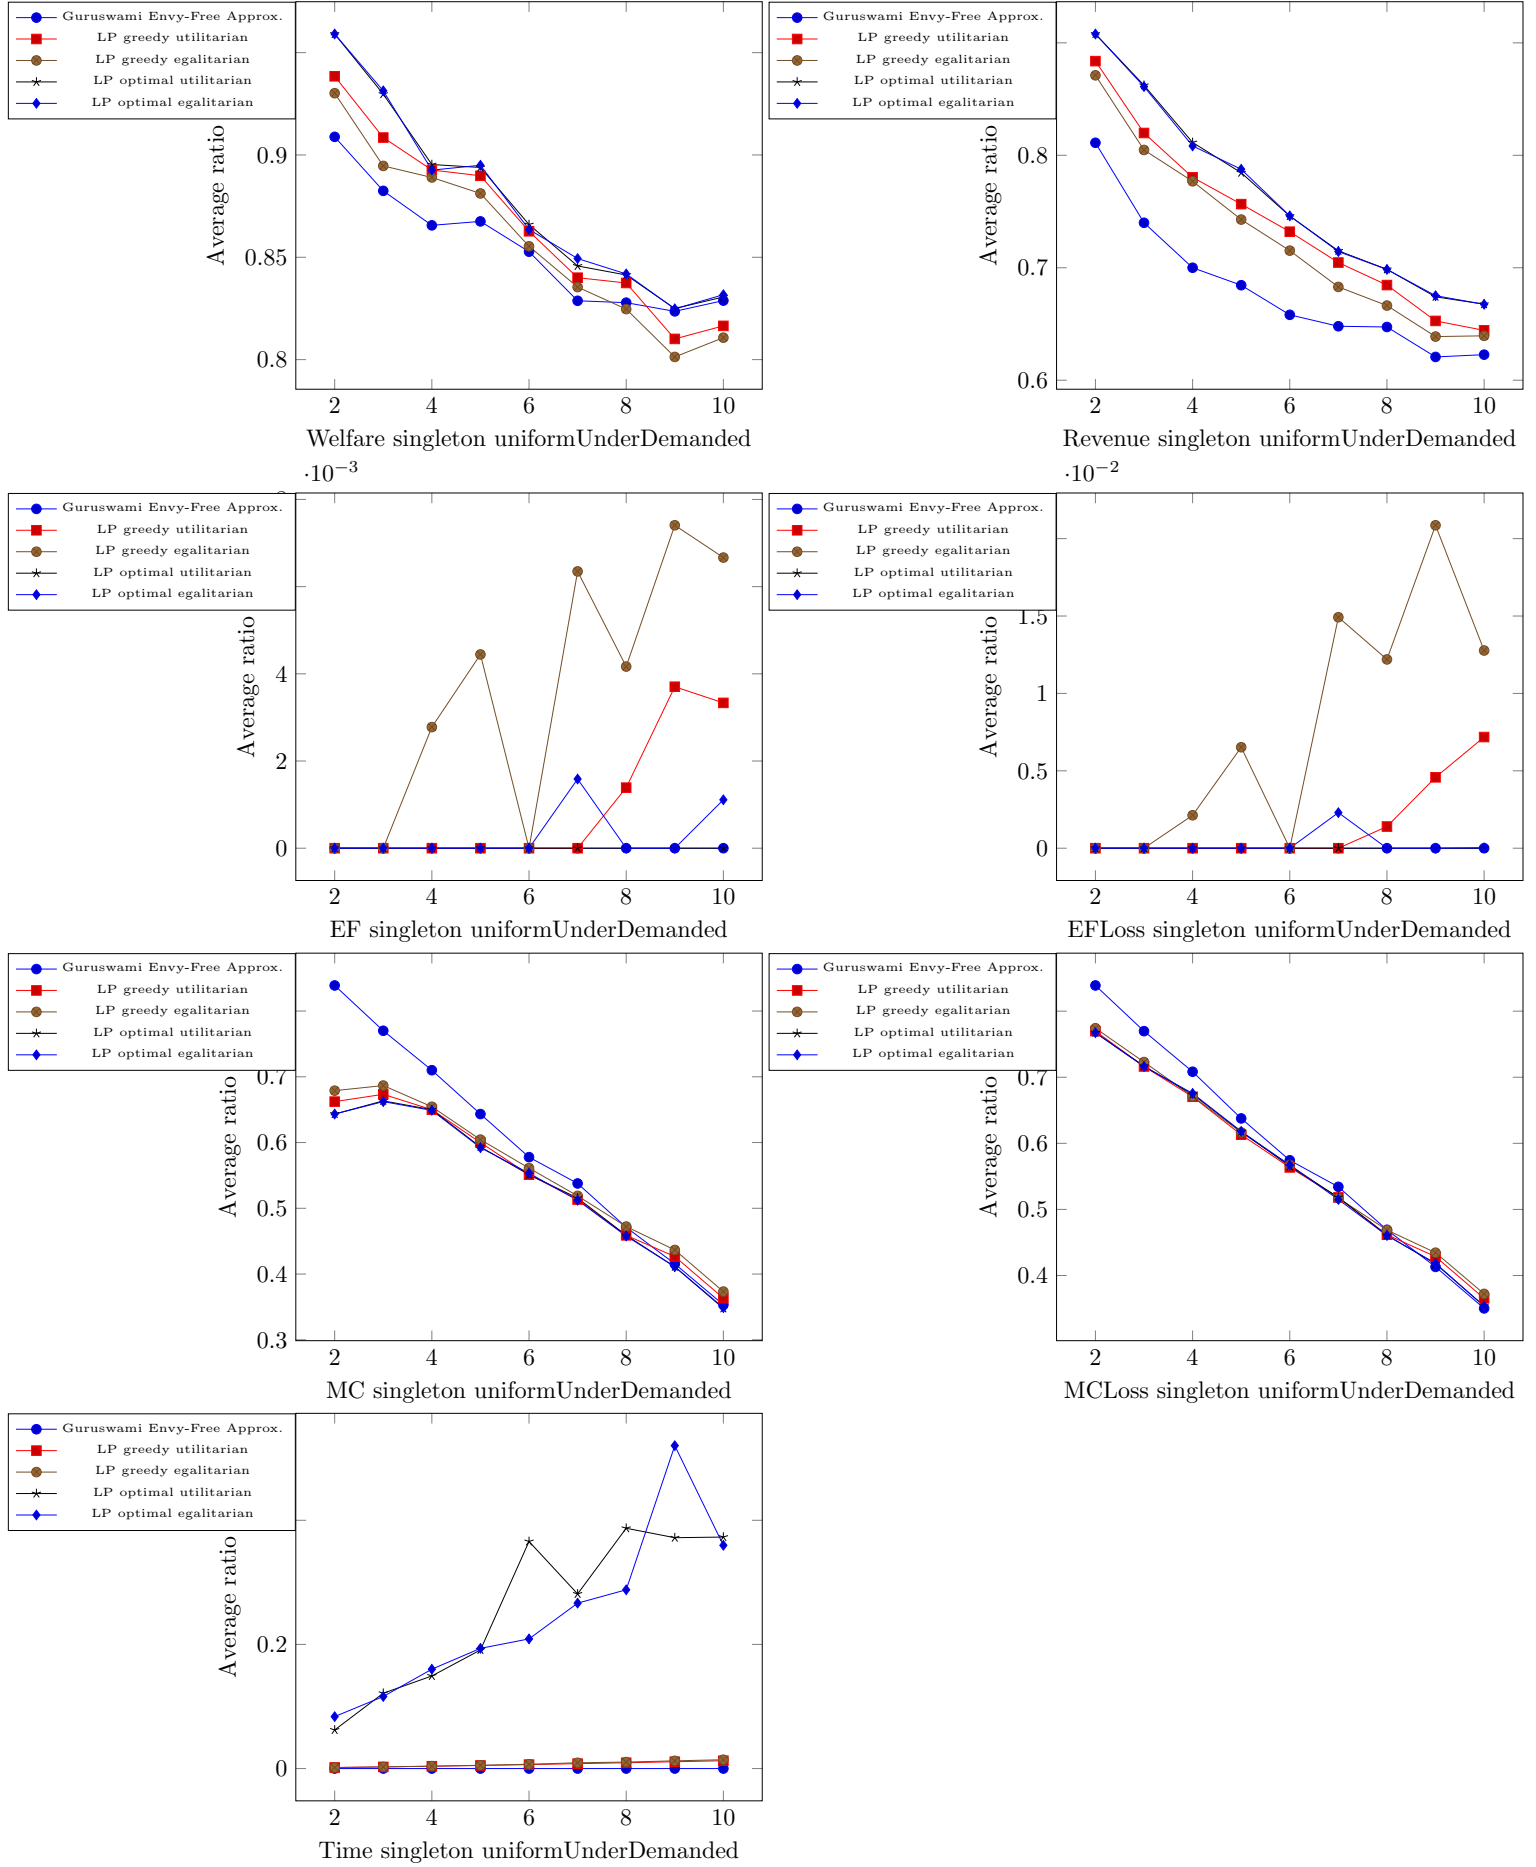 Guruswami Envy-Free Approx.
LP greedy utilitarian
LP greedy egalitarian
LP optimal utilitarian
LP optimal egalitarian
Average ratio
0.9
0.85
0.8
2 4 6 8 10
Welfare singleton uniformUnderDemanded
Guruswami Envy-Free Approx.
LP greedy utilitarian
LP greedy egalitarian
LP optimal utilitarian
LP optimal egalitarian
Average ratio
0.8
0.7
0.6
2 4 6 8 10
Revenue singleton uniformUnderDemanded
·10⁻³
Guruswami Envy-Free Approx.
LP greedy utilitarian
LP greedy egalitarian
LP optimal utilitarian
LP optimal egalitarian
Average ratio
4
2
0
2 4 6 8 10
EF singleton uniformUnderDemanded
·10⁻²
Guruswami Envy-Free Approx.
LP greedy utilitarian
LP greedy egalitarian
LP optimal utilitarian
LP optimal egalitarian
Average ratio
1.5
1
0.5
0
2 4 6 8 10
EFLoss singleton uniformUnderDemanded
Guruswami Envy-Free Approx.
LP greedy utilitarian
LP greedy egalitarian
LP optimal utilitarian
LP optimal egalitarian
Average ratio
0.7
0.6
0.5
0.4
0.3
2 4 6 8 10
MC singleton uniformUnderDemanded
Guruswami Envy-Free Approx.
LP greedy utilitarian
LP greedy egalitarian
LP optimal utilitarian
LP optimal egalitarian
Average ratio
0.7
0.6
0.5
0.4
2 4 6 8 10
MCLoss singleton uniformUnderDemanded
Guruswami Envy-Free Approx.
LP greedy utilitarian
LP greedy egalitarian
LP optimal utilitarian
LP optimal egalitarian
Average ratio
0.2
0
2 4 6 8 10
Time singleton uniformUnderDemanded